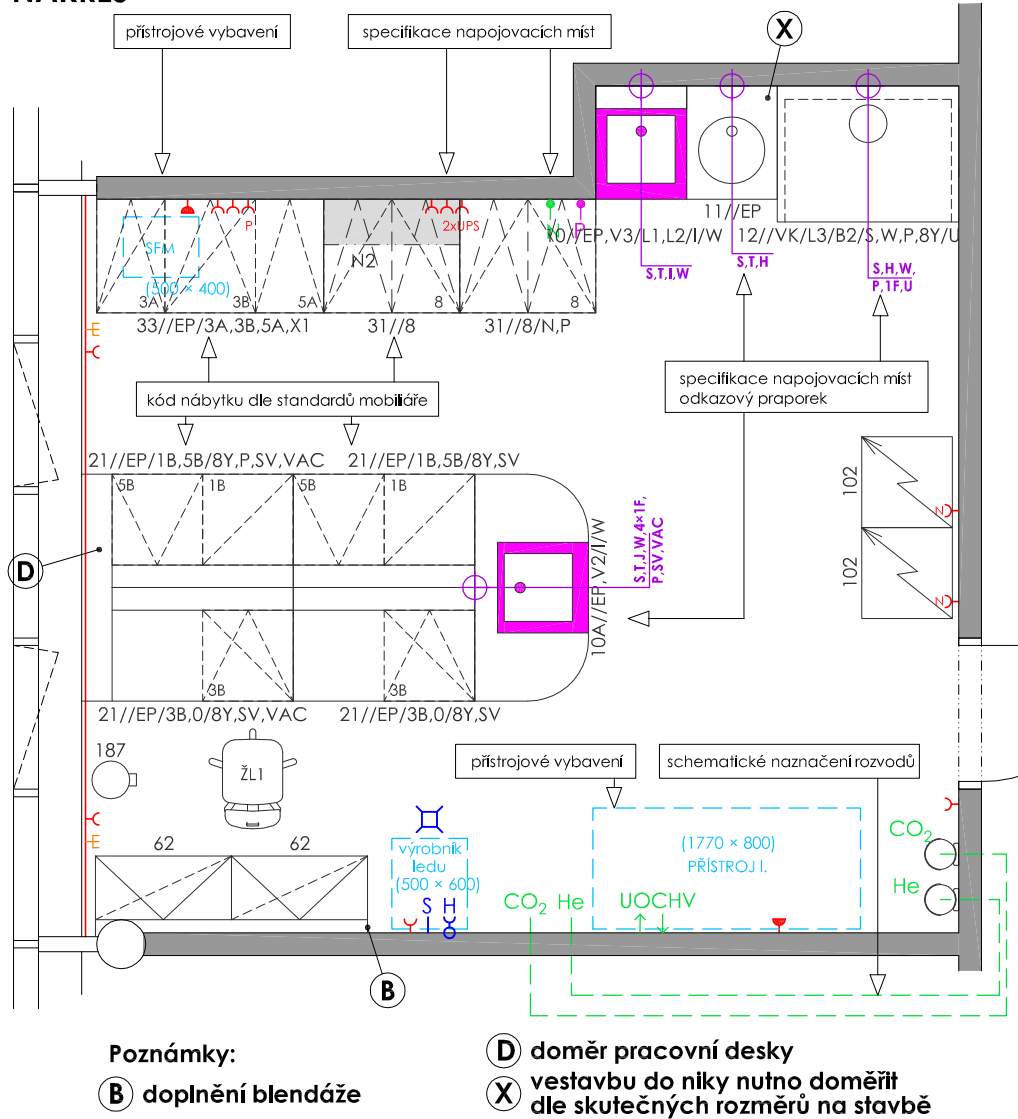 přístrojové vybavení
specifikace napojovacích míst
X
P
2xUPS
N
P
SFM
(500 × 400)
N2
3A
3B
5A
8
8
33//EP/3A,3B,5A,X1
31//8
31//8/N,P
10//EP,V3/L1,L2/I/W
11//EP
12//VK/L3/B2/S,W,P,8Y/U
S,T,I,W
S,T,H
S,H,W,
P,1F,U
E
kód nábytku dle standardů mobiliáře
specifikace napojovacích míst
odkazový praporek
21//EP/1B,5B/8Y,P,SV,VAC
21//EP/1B,5B/8Y,SV
5B
1B
5B
1B
D
S,T,J,W,4×1F,
P,SV,VAC
10A//EP,V2/I/W
102
N
102
N
3B
3B
21//EP/3B,0/8Y,SV,VAC
21//EP/3B,0/8Y,SV
187
ŽL1
přístrojové vybavení
schematické naznačení rozvodů
E
62
62
výrobník
ledu
(500 × 600)
S
H
(1770 × 800)
PŘÍSTROJ I.
CO2
He
CO2
He
UOCHV
B
Poznámky:
B doplnění blendáže
D doměr pracovní desky
X vestavbu do niky nutno doměřit
dle skutečných rozměrů na stavbě